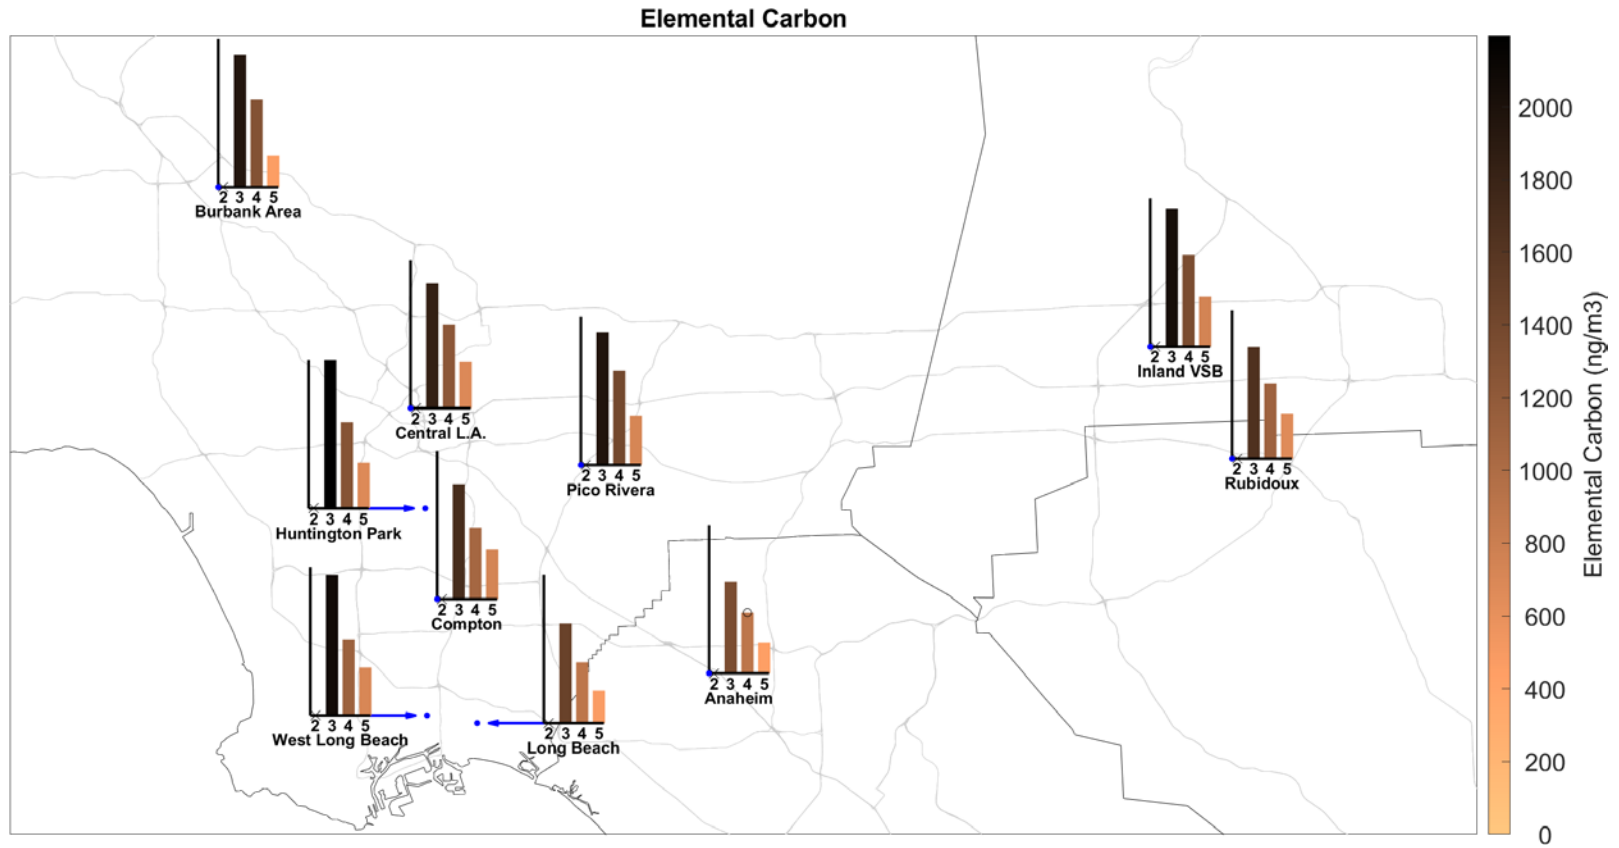 Elemental Carbon
2 3 4 5
Burbank Area
2 3 4 5
Central L.A.
2 3 4 5
Pico Rivera
2 3 4 5
Inland VSB
2 3 4 5
Rubidoux
2 3 4 5
Huntington Park
2 3 4 5
Compton
2 3 4 5
West Long Beach
2 3 4 5
Long Beach
2 3 4 5
Anaheim
2000
1800
1600
1400
1200
1000
800
600
400
200
0
Elemental Carbon (ng/m3)